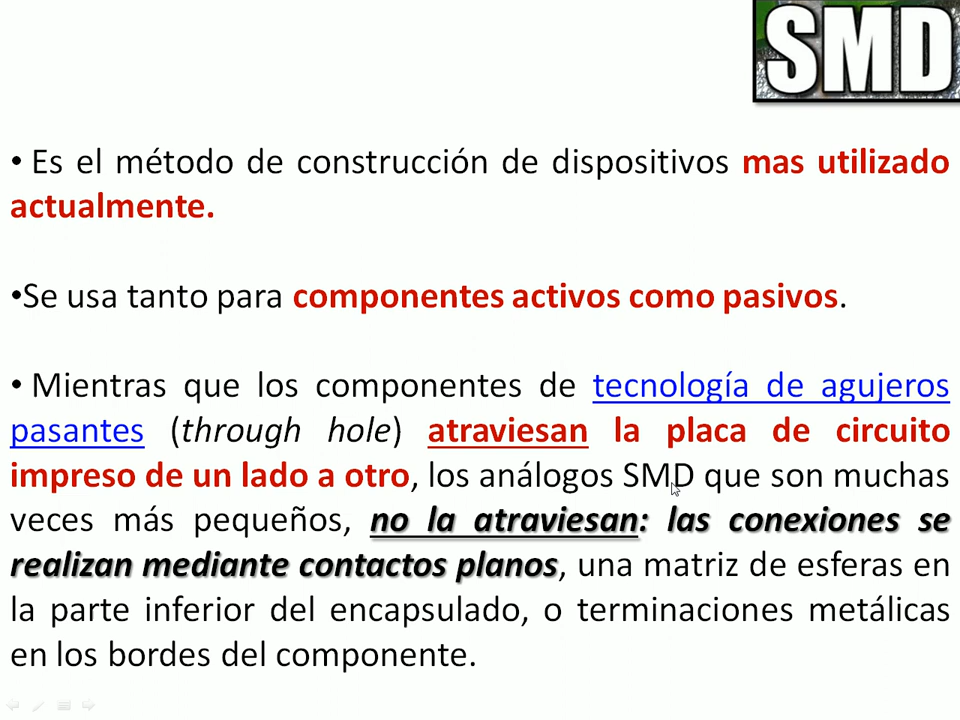 SMD
• Es el método de construcción de dispositivos mas utilizado
actualmente.
•Se usa tanto para componentes activos como pasivos.
• Mientras que los componentes de tecnología de agujeros
pasantes (through hole) atraviesan la placa de circuito
impreso de un lado a otro, los análogos SMD que son muchas
veces más pequeños, no la atraviesan: las conexiones se
realizan mediante contactos planos, una matriz de esferas en
la parte inferior del encapsulado, o terminaciones metálicas
en los bordes del componente.